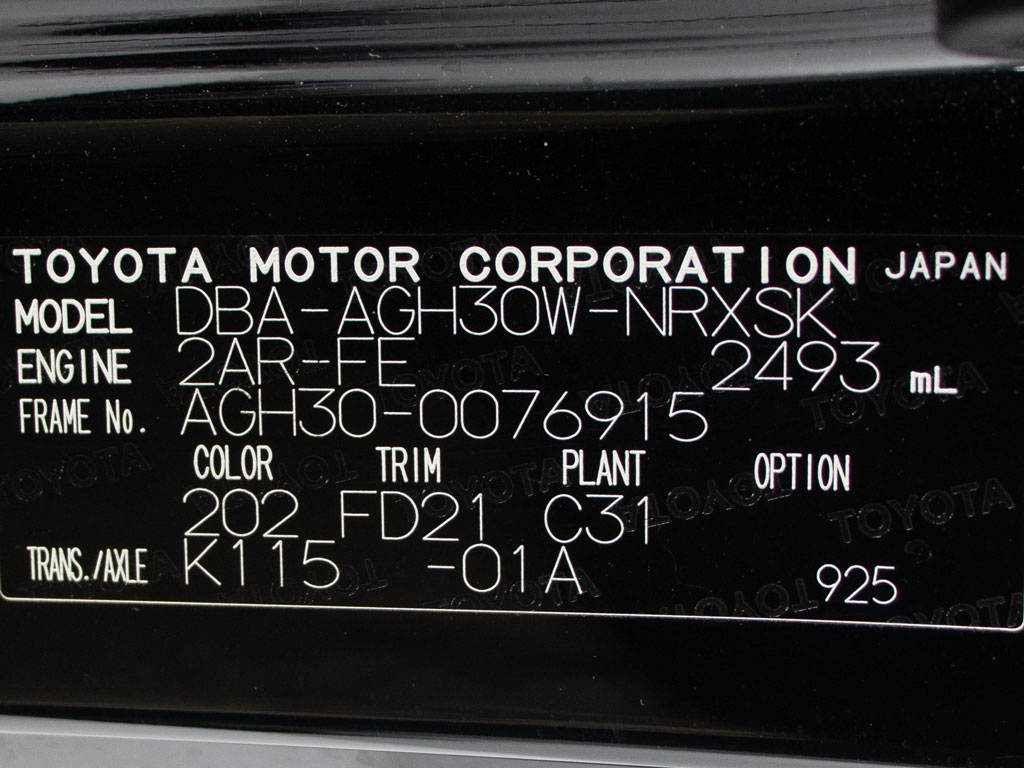 TOYOTA MOTOR CORPORATION JAPAN
MODEL DBA-AGH30W-NRXSK
ENGINE 2AR-FE 2493 mL
FRAME No. AGH30-0076915
COLOR TRIM PLANT OPTION
202 FD21 C31
TRANS./AXLE K115 -01A 925